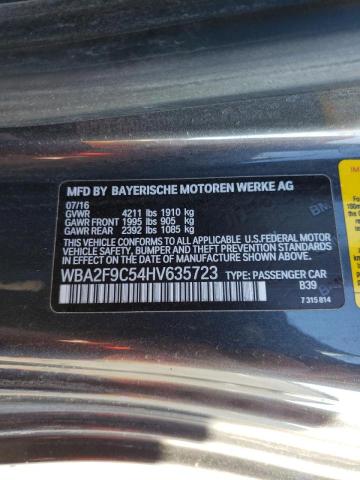 MFD BY BAYERISCHE MOTOREN WERKE AG
07/16
GVWR 4211 lbs 1910 kg
GAWR FRONT 1995 lbs 905 kg
GAWR REAR 2392 lbs 1085 kg
THIS VEHICLE CONFORMS TO ALL APPLICABLE U.S. FEDERAL MOTOR
VEHICLE SAFETY, BUMPER AND THEFT PREVENTION STANDARDS
IN EFFECT ON THE DATE OF MANUFACTURE SHOWN ABOVE.
WBA2F9C54HV635723 TYPE: PASSENGER CAR
B39
7 315 814